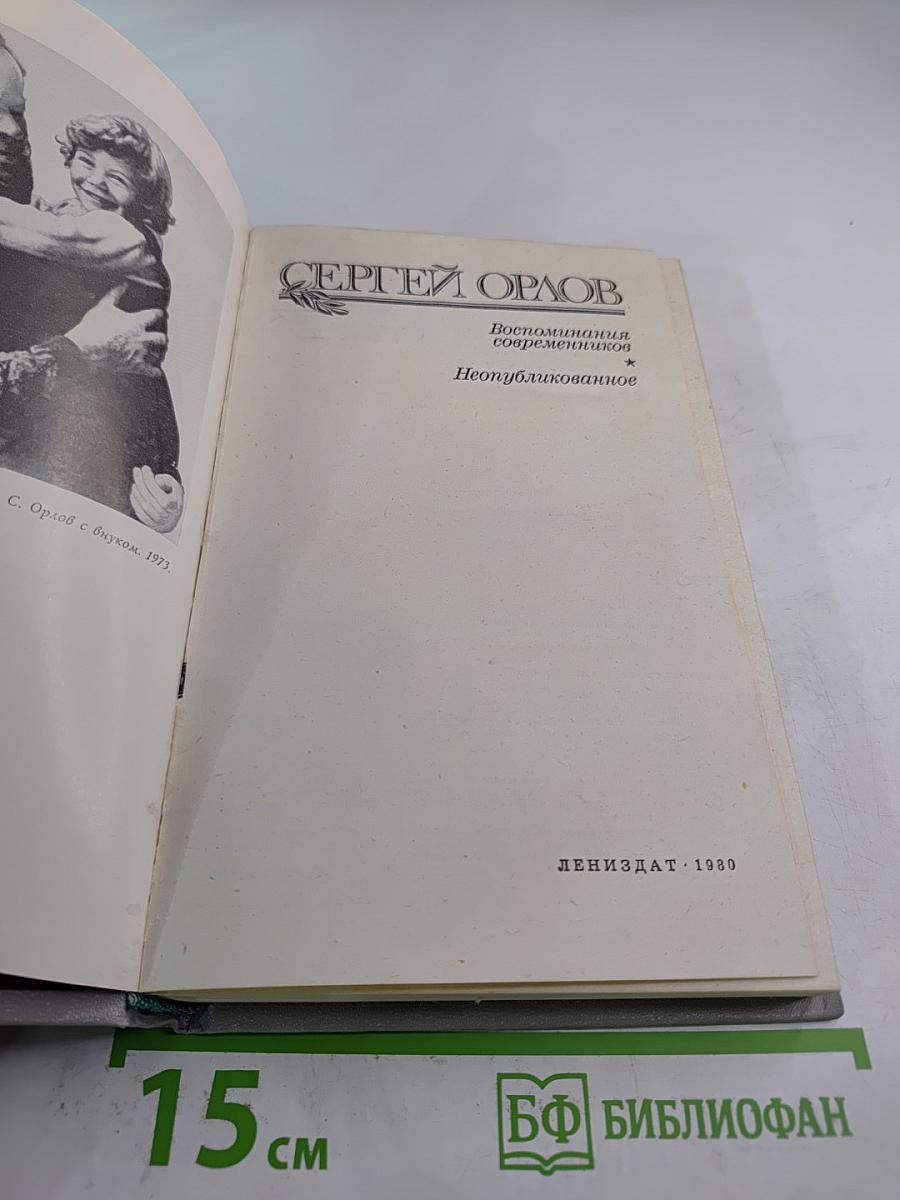 С. Орлов с внуком. 1973.
СЕРГЕЙ ОРЛОВ
Воспоминания
современников
★
Неопубликованное
ЛЕНИЗДАТ · 1980
15 см
БФ БИБЛИОФАН